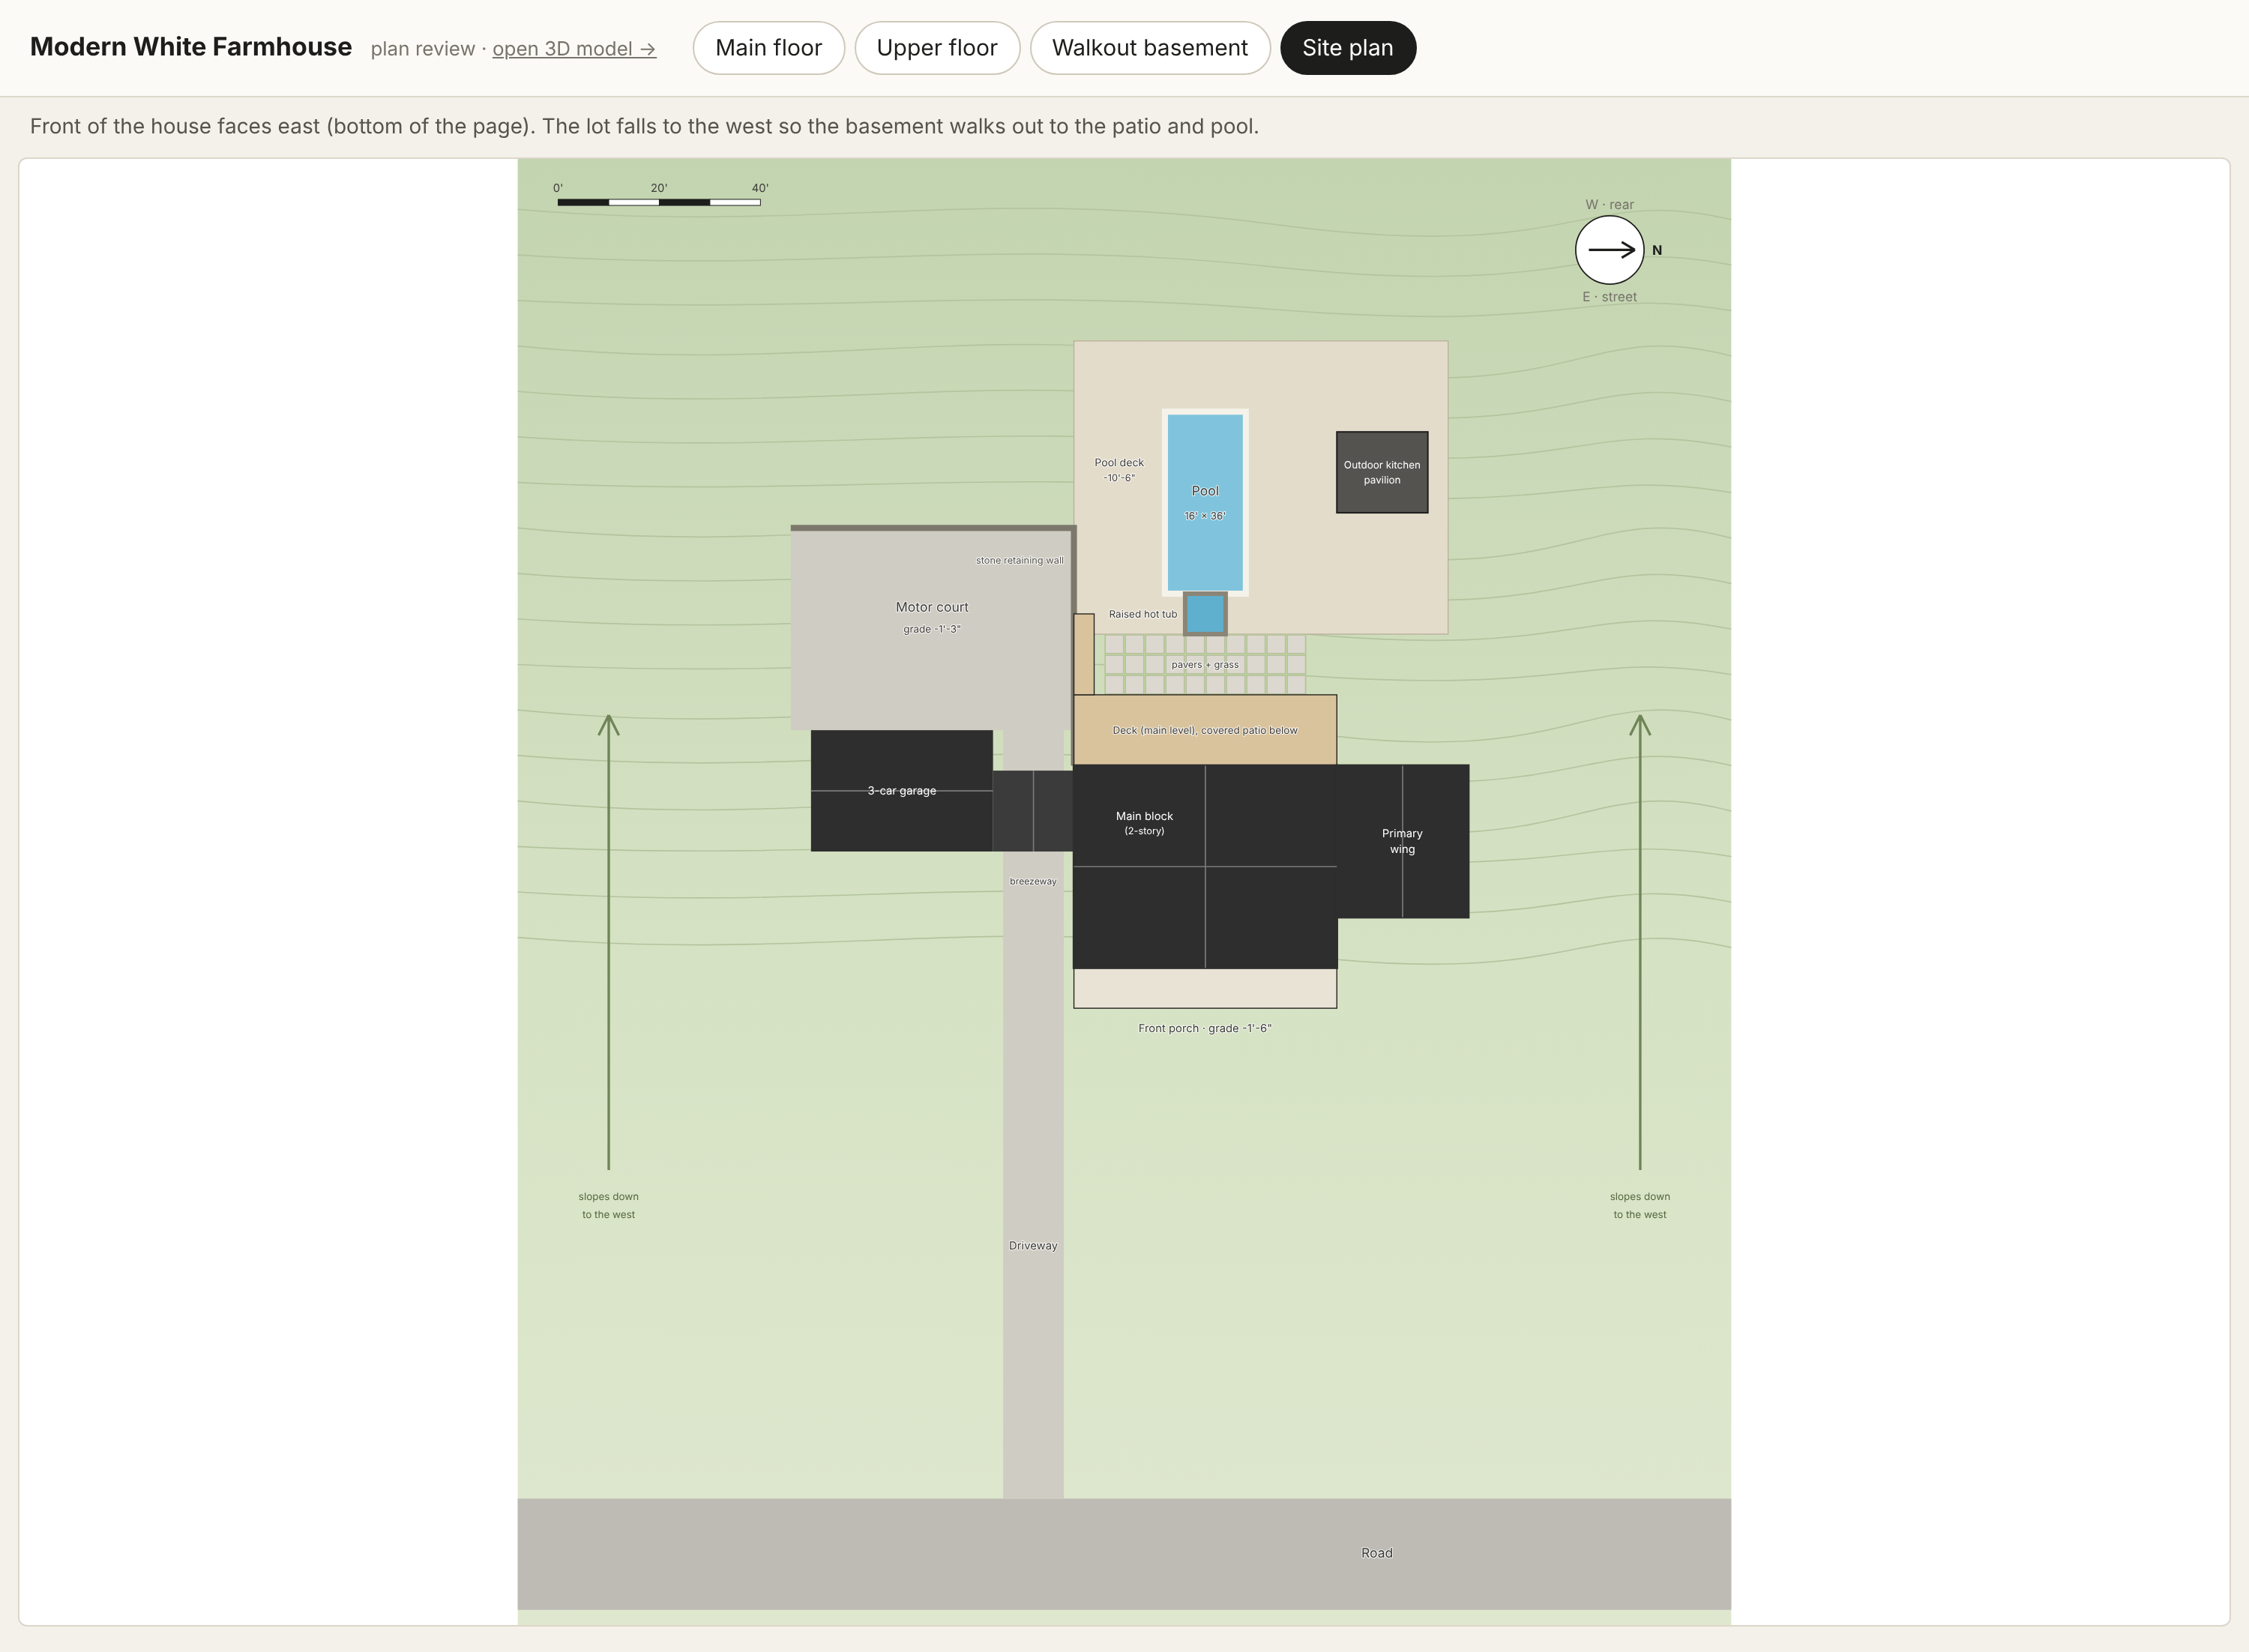 Modern White Farmhouse plan review · open 3D model → Main floor Upper floor Walkout basement Site plan
Front of the house faces east (bottom of the page). The lot falls to the west so the basement walks out to the patio and pool.
0' 20' 40'
W · rear
N
E · street
Pool deck
-10'-6"
Pool
16' × 36'
Outdoor kitchen
pavilion
stone retaining wall
Motor court
grade -1'-3"
Raised hot tub
pavers + grass
Deck (main level), covered patio below
3-car garage
Main block
(2-story)
Primary
wing
breezeway
Front porch · grade -1'-6"
slopes down
to the west
slopes down
to the west
Driveway
Road